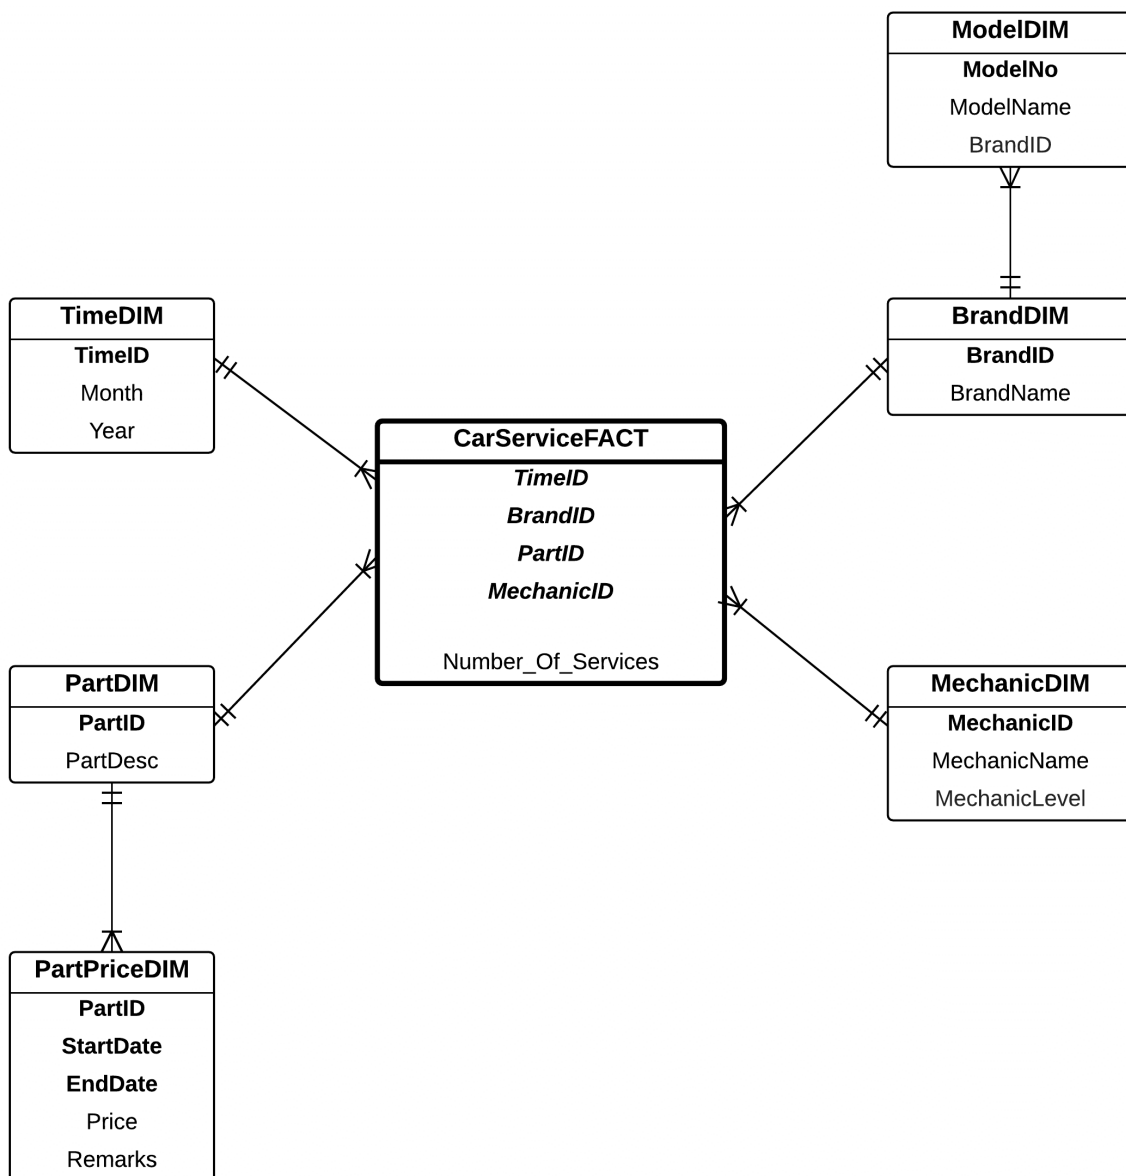 ModelDIM
ModelNo
ModelName
BrandID
TimeDIM
TimeID
Month
Year
BrandDIM
BrandID
BrandName
CarServiceFACT
TimeID
BrandID
PartID
MechanicID
Number_Of_Services
PartDIM
PartID
PartDesc
MechanicDIM
MechanicID
MechanicName
MechanicLevel
PartPriceDIM
PartID
StartDate
EndDate
Price
Remarks